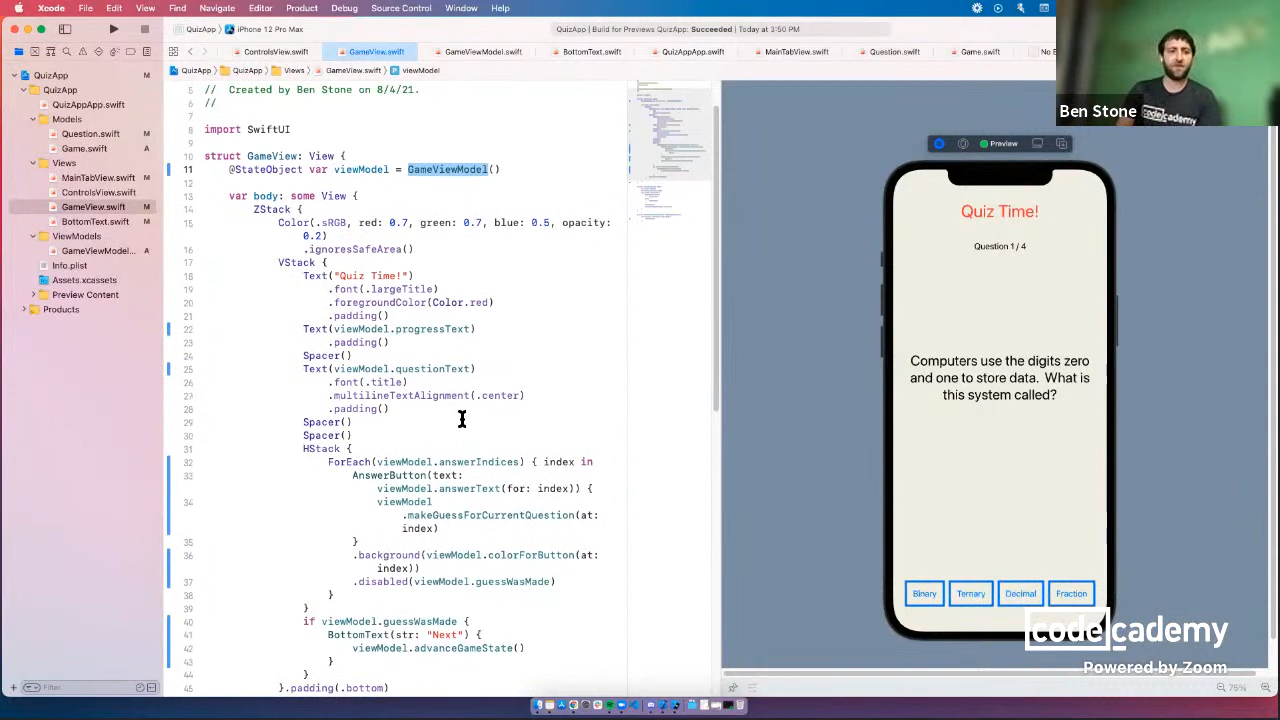 Xcode File Edit View Find Navigate Editor Product Debug Source Control Window Help
QuizApp iPhone 12 Pro Max
QuizApp | Build for Previews QuizApp: Succeeded | Today at 3:50 PM
ControlsView.swift GameView.swift GameViewModel.swift BottomText.swift QuizAppApp.swift MainTabView.swift Question.swift Game.swift No E
QuizApp QuizApp Views GameView.swift viewModel
QuizApp M
QuizApp
QuizAppApp.swift
Models
Question.swift M
Game.swift M
Views
MainTabView.swift M
ControlsView.swift M
GameView.swift M
BottomText.swift M
ViewModels
GameViewModel... A
Info.plist
Assets.xcassets
Preview Content
Products
Filter
5 // Created by Ben Stone on 8/4/21.
6 //
7
8 import SwiftUI
9
10 struct GameView: View {
11 @StateObject var viewModel = GameViewModel()
12
13 var body: some View {
14 ZStack {
15 Color(.sRGB, red: 0.7, green: 0.7, blue: 0.5, opacity:
0.2)
16 .ignoresSafeArea()
17 VStack {
18 Text("Quiz Time!")
19 .font(.largeTitle)
20 .foregroundColor(Color.red)
21 .padding()
22 Text(viewModel.progressText)
23 .padding()
24 Spacer()
25 Text(viewModel.questionText)
26 .font(.title)
27 .multilineTextAlignment(.center)
28 .padding()
29 Spacer()
30 Spacer()
31 HStack {
32 ForEach(viewModel.answerIndices) { index in
33 AnswerButton(text:
viewModel.answerText(for: index)) {
34 viewModel
.makeGuessForCurrentQuestion(at:
index)
35 }
36 .background(viewModel.colorForButton(at:
index))
37 .disabled(viewModel.guessWasMade)
38 }
39 }
40 if viewModel.guessWasMade {
41 BottomText(str: "Next") {
42 viewModel.advanceGameState()
43 }
44 }
45 }.padding(.bottom)
Ben Stone
codecademy
Preview
Quiz Time!
Question 1 / 4
Computers use the digits zero
and one to store data. What is
this system called?
Binary Ternary Decimal Fraction
codecademy
Powered by Zoom
75%